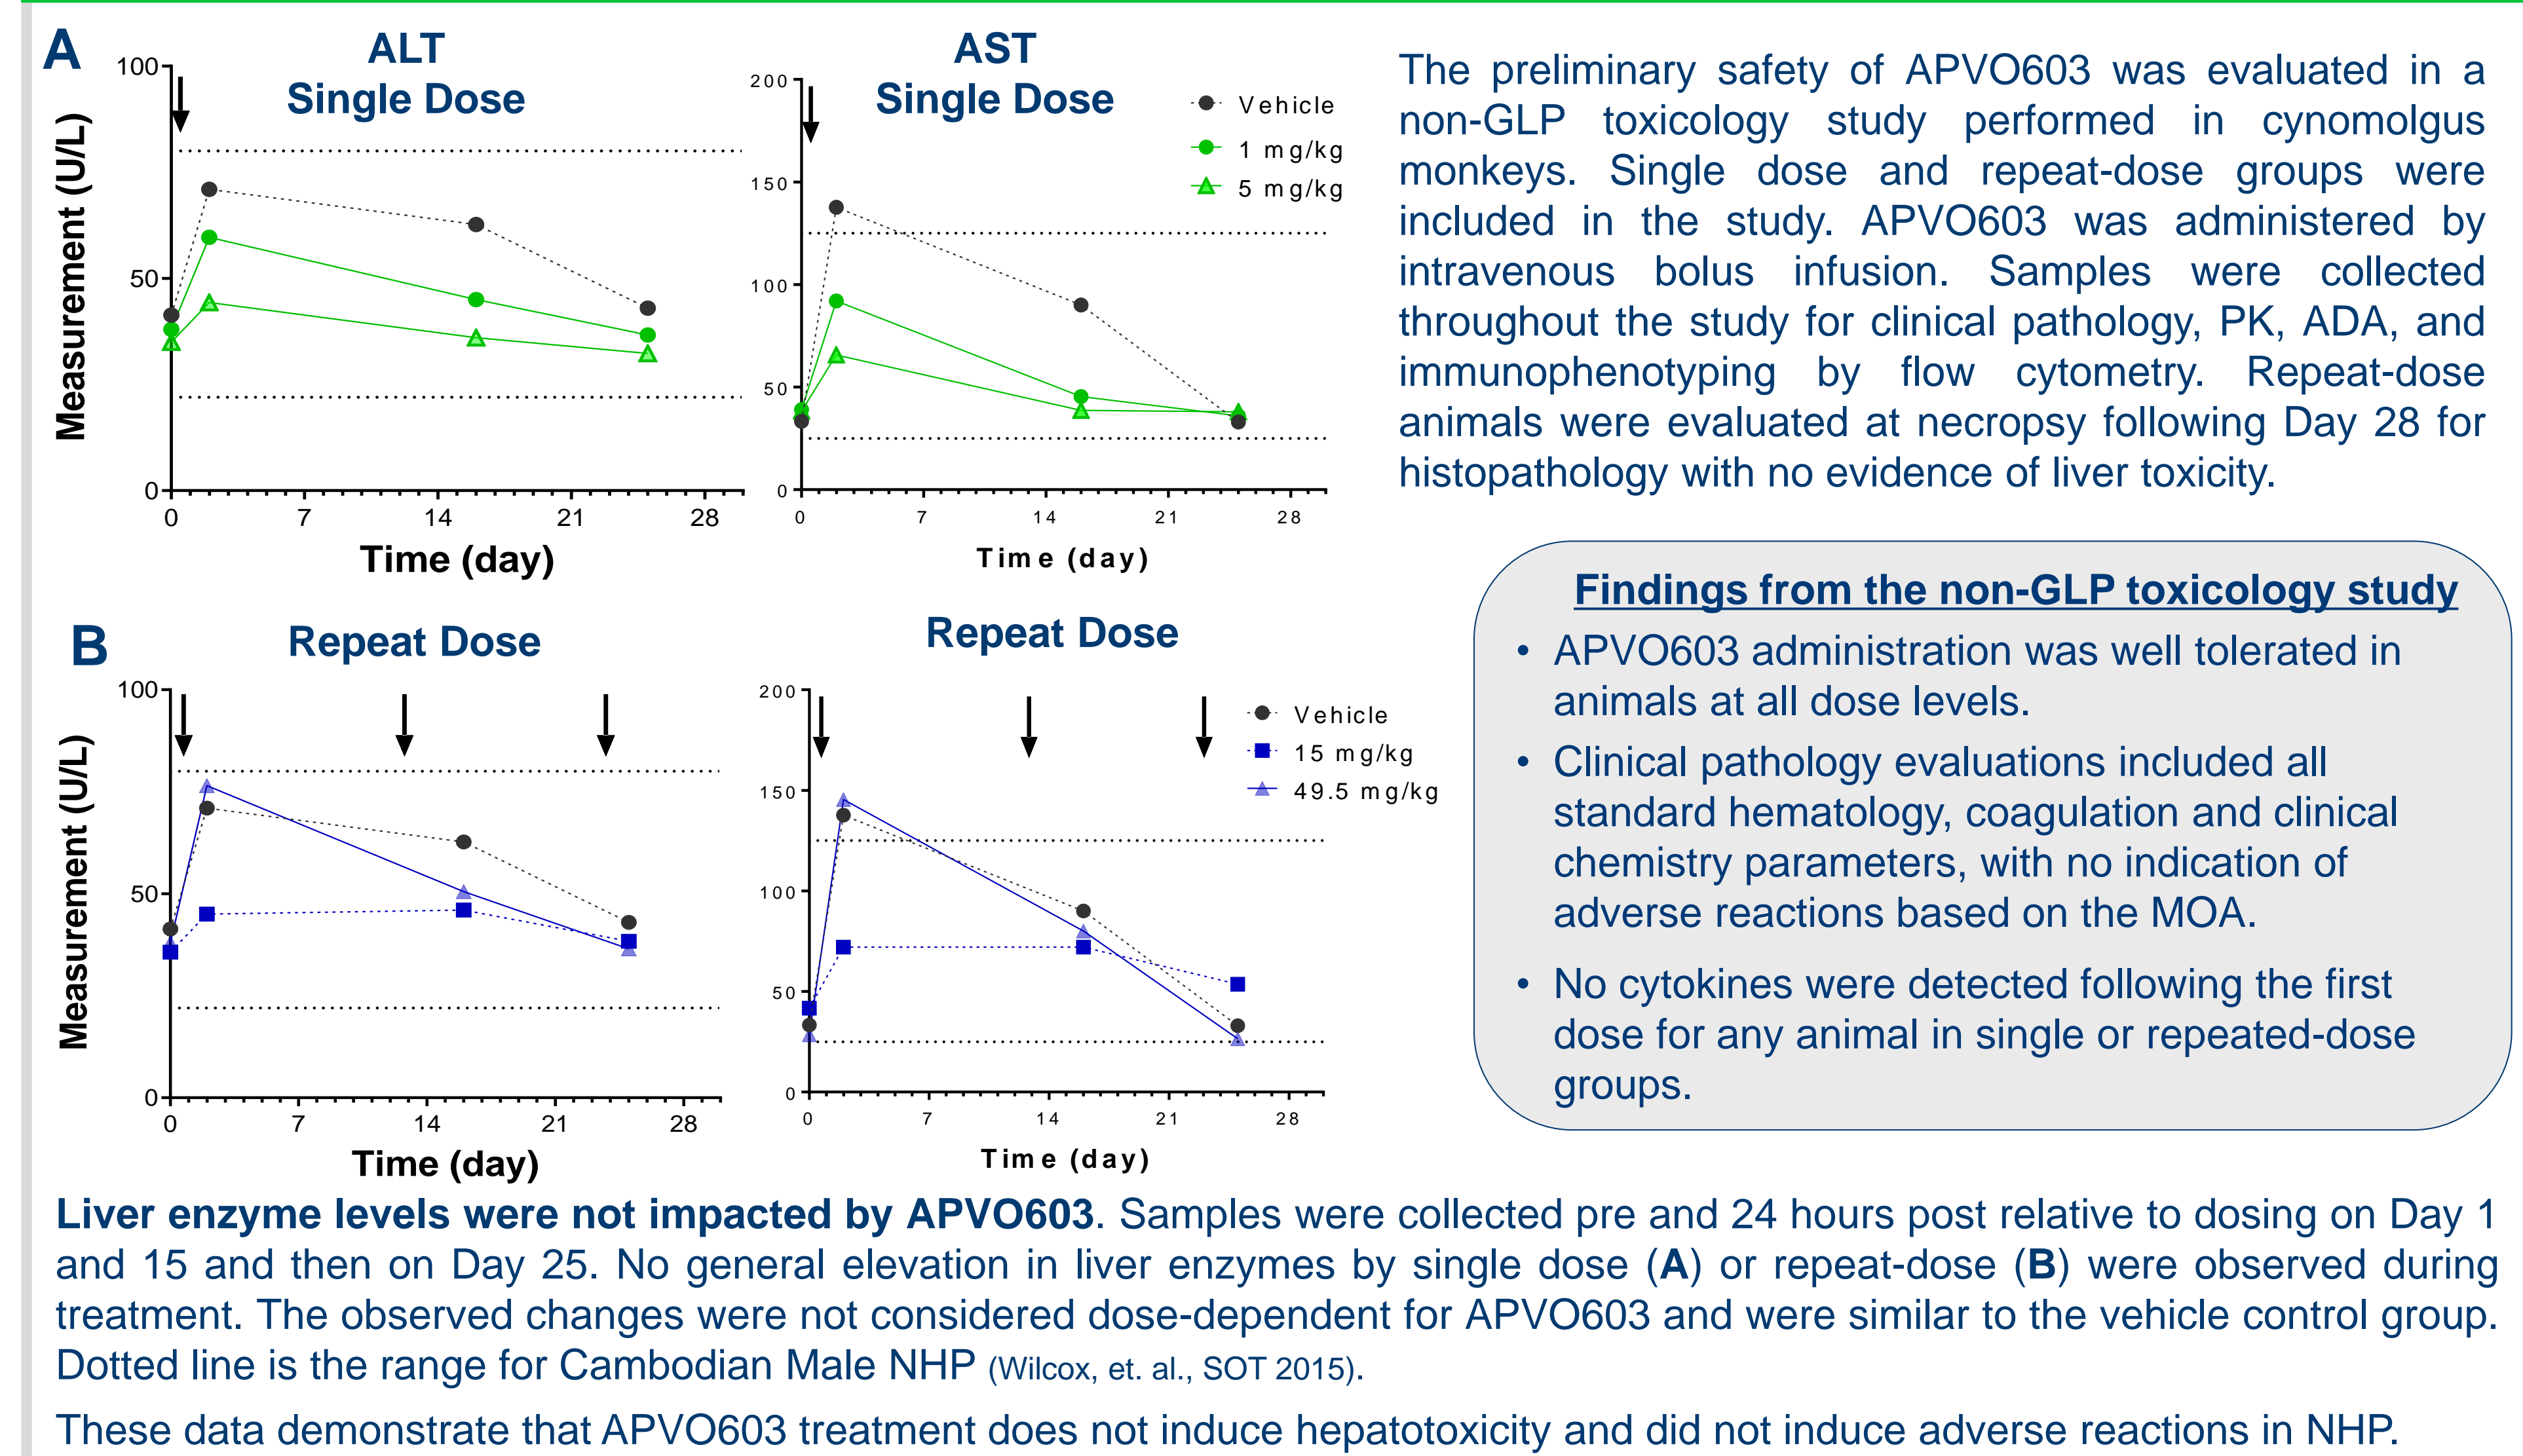 A
ALT
Single Dose
Measurement (U/L)
100
50
0
0 7 14 21 28
Time (day)
AST
Single Dose
200
150
100
50
0
0 7 14 21 28
Time (day)
Vehicle
1 mg/kg
5 mg/kg
The preliminary safety of APVO603 was evaluated in a
non-GLP toxicology study performed in cynomolgus
monkeys. Single dose and repeat-dose groups were
included in the study. APVO603 was administered by
intravenous bolus infusion. Samples were collected
throughout the study for clinical pathology, PK, ADA, and
immunophenotyping by flow cytometry. Repeat-dose
animals were evaluated at necropsy following Day 28 for
histopathology with no evidence of liver toxicity.
B
Repeat Dose
Measurement (U/L)
100
50
0
0 7 14 21 28
Time (day)
Repeat Dose
200
150
100
50
0
0 7 14 21 28
Time (day)
Vehicle
15 mg/kg
49.5 mg/kg
Findings from the non-GLP toxicology study
• APVO603 administration was well tolerated in
animals at all dose levels.
• Clinical pathology evaluations included all
standard hematology, coagulation and clinical
chemistry parameters, with no indication of
adverse reactions based on the MOA.
• No cytokines were detected following the first
dose for any animal in single or repeated-dose
groups.
Liver enzyme levels were not impacted by APVO603. Samples were collected pre and 24 hours post relative to dosing on Day 1
and 15 and then on Day 25. No general elevation in liver enzymes by single dose (A) or repeat-dose (B) were observed during
treatment. The observed changes were not considered dose-dependent for APVO603 and were similar to the vehicle control group.
Dotted line is the range for Cambodian Male NHP (Wilcox, et. al., SOT 2015).
These data demonstrate that APVO603 treatment does not induce hepatotoxicity and did not induce adverse reactions in NHP.